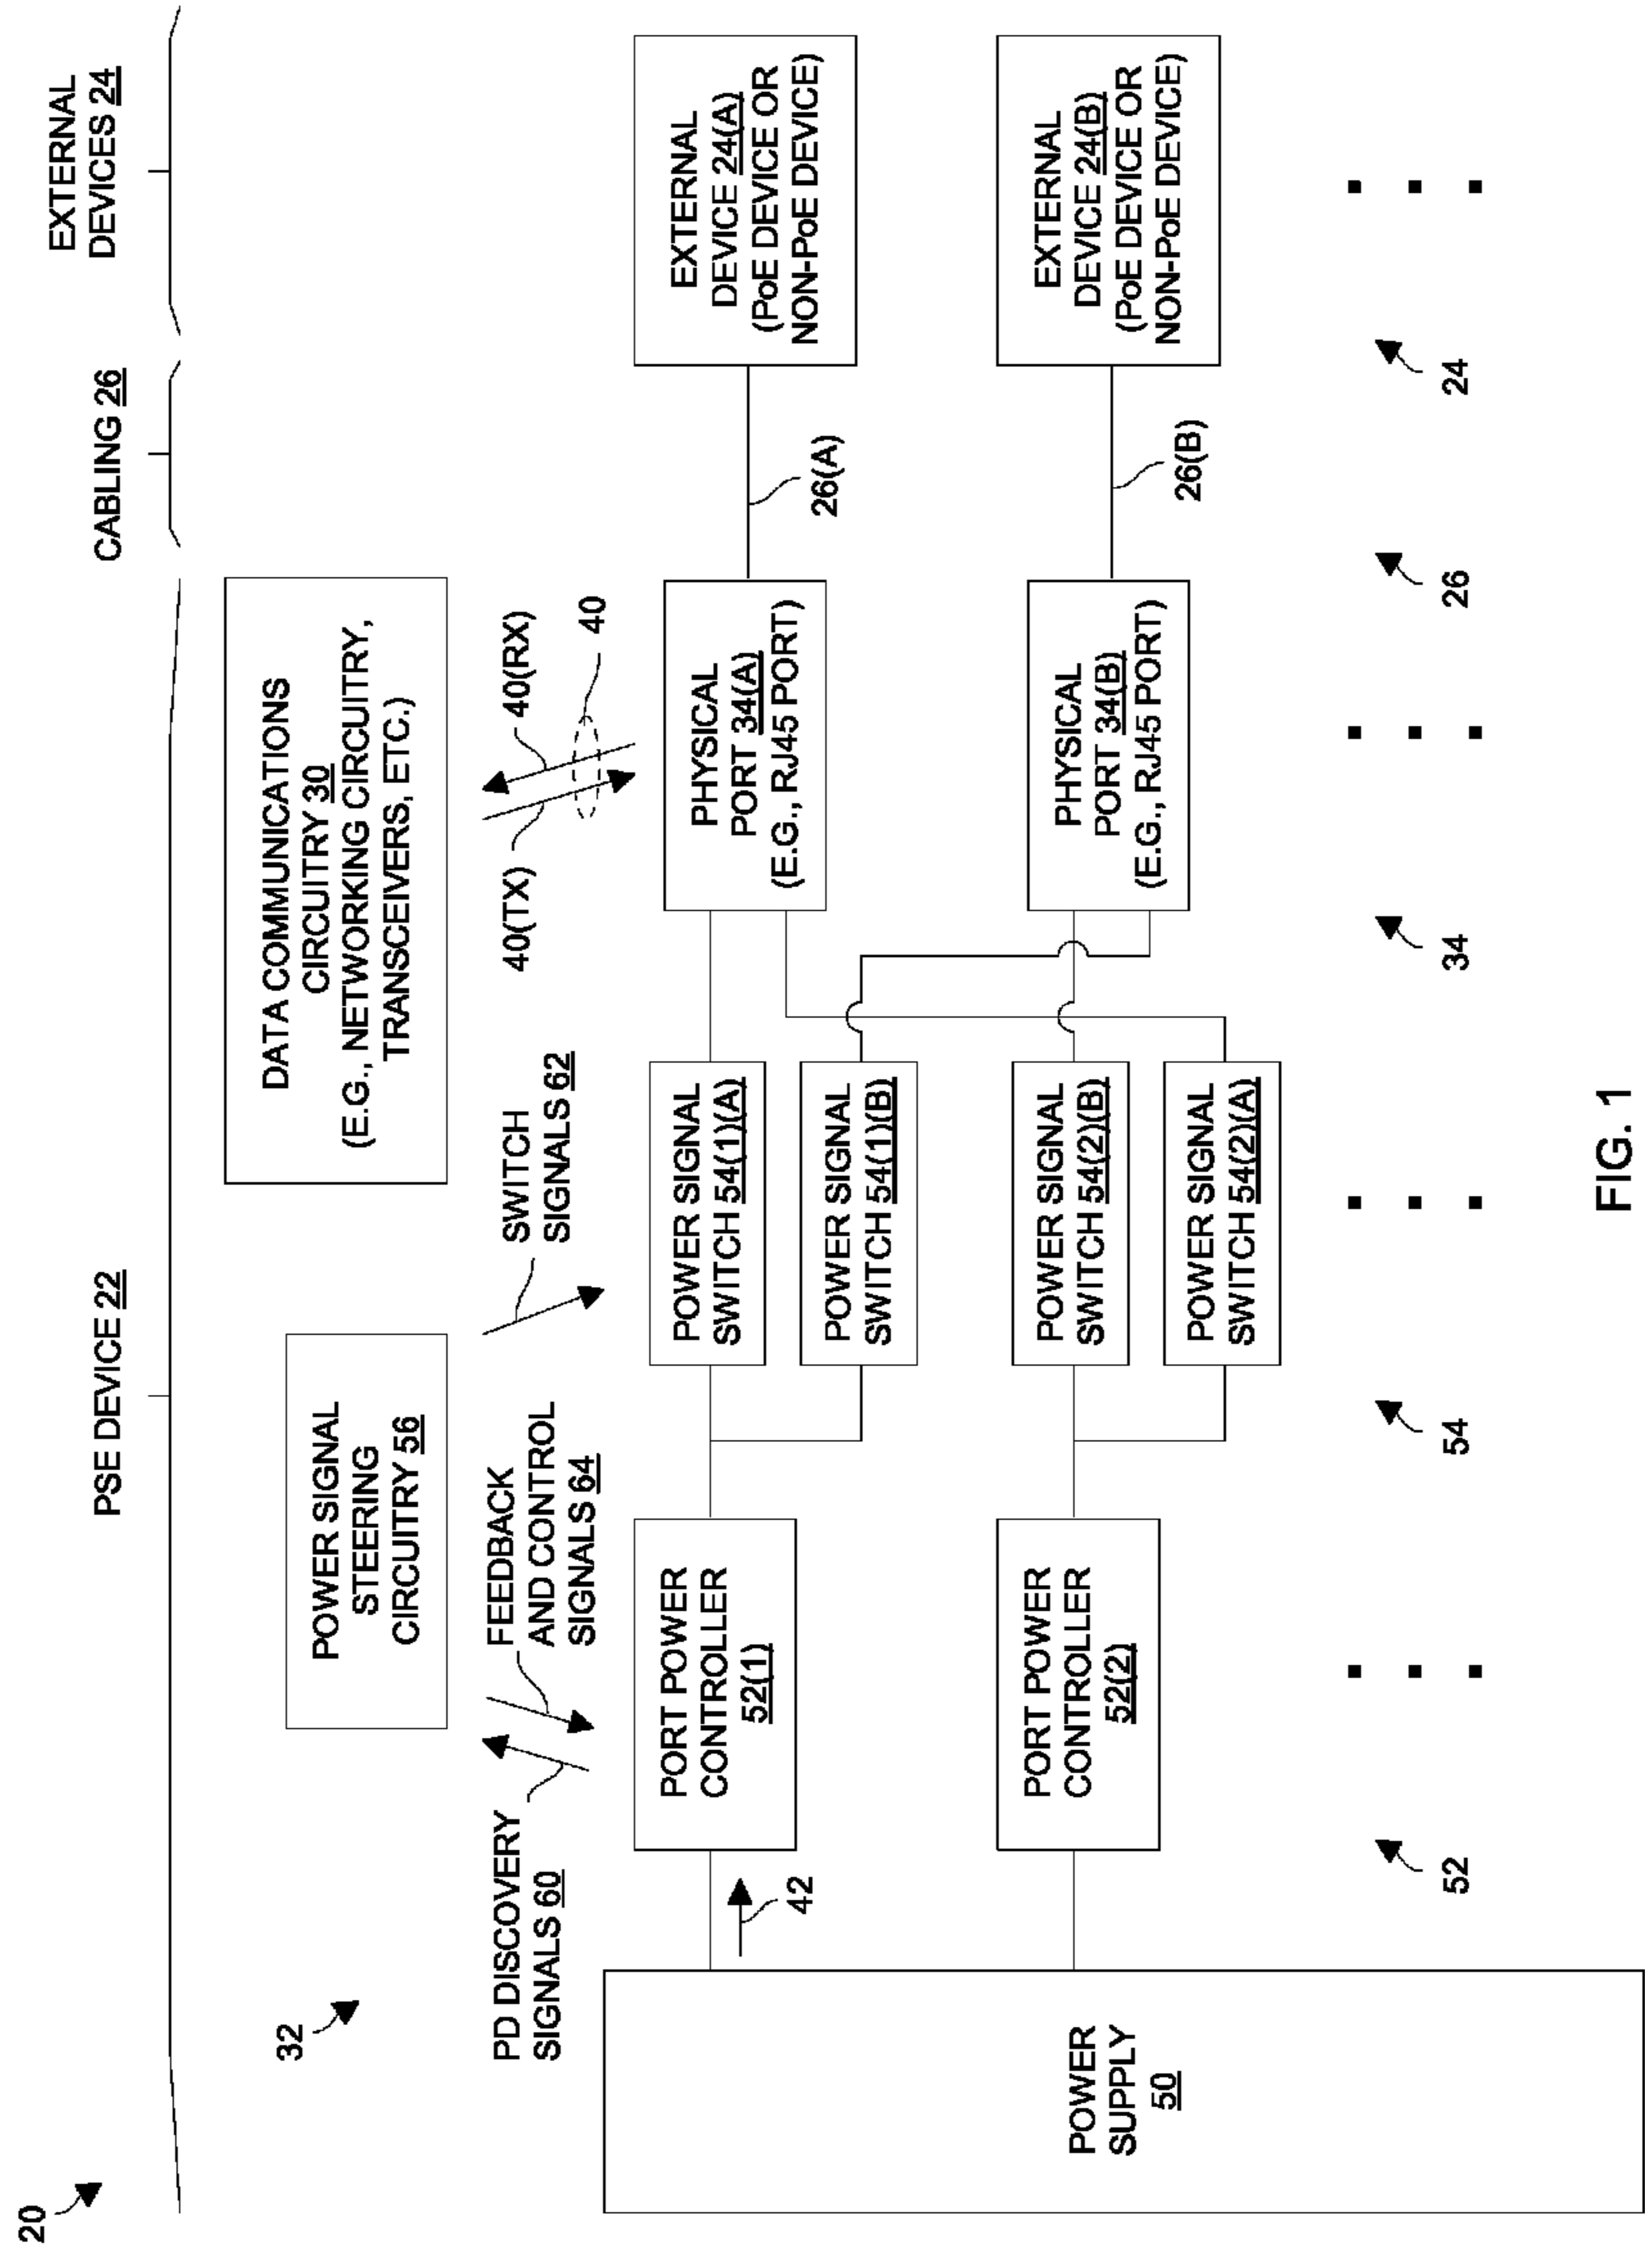 20
PSE DEVICE 22
CABLING 26
EXTERNAL
DEVICES 24
32
POWER SIGNAL
STEERING
CIRCUITRY 56
DATA COMMUNICATIONS
CIRCUITRY 30
(E.G., NETWORKING CIRCUITRY,
TRANSCEIVERS, ETC.)
PD DISCOVERY
SIGNALS 60
FEEDBACK
AND CONTROL
SIGNALS 64
SWITCH
SIGNALS 62
40(TX)
40(RX)
40
POWER
SUPPLY
50
42
PORT POWER
CONTROLLER
52(1)
POWER SIGNAL
SWITCH 54(1)(A)
POWER SIGNAL
SWITCH 54(1)(B)
PHYSICAL
PORT 34(A)
(E.G., RJ45 PORT)
26(A)
EXTERNAL
DEVICE 24(A)
(PoE DEVICE OR
NON-PoE DEVICE)
PORT POWER
CONTROLLER
52(2)
POWER SIGNAL
SWITCH 54(2)(B)
POWER SIGNAL
SWITCH 54(2)(A)
PHYSICAL
PORT 34(B)
(E.G., RJ45 PORT)
26(B)
EXTERNAL
DEVICE 24(B)
(PoE DEVICE OR
NON-PoE DEVICE)
52
54
34
26
24
FIG. 1